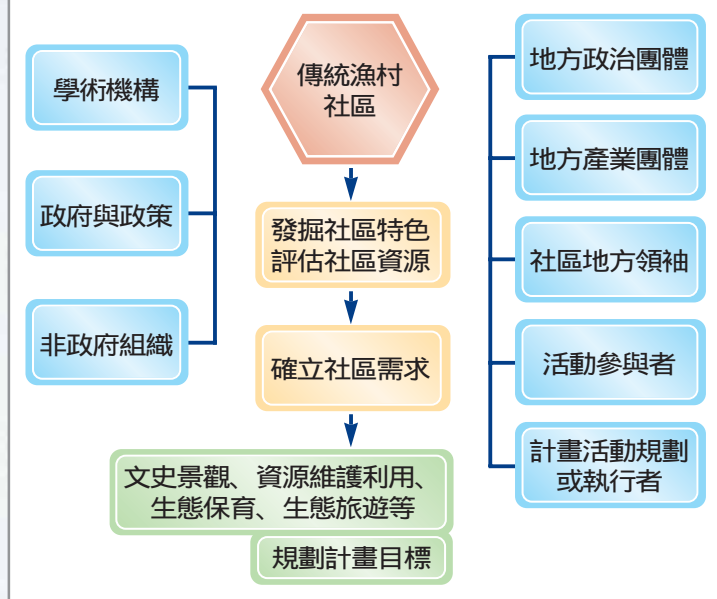 學術機構
政府與政策
非政府組織
傳統漁村
社區
發掘社區特色
評估社區資源
確立社區需求
文史景觀、資源維護利用、
生態保育、生態旅遊等
規劃計畫目標
地方政治團體
地方產業團體
社區地方領袖
活動參與者
計畫活動規劃
或執行者